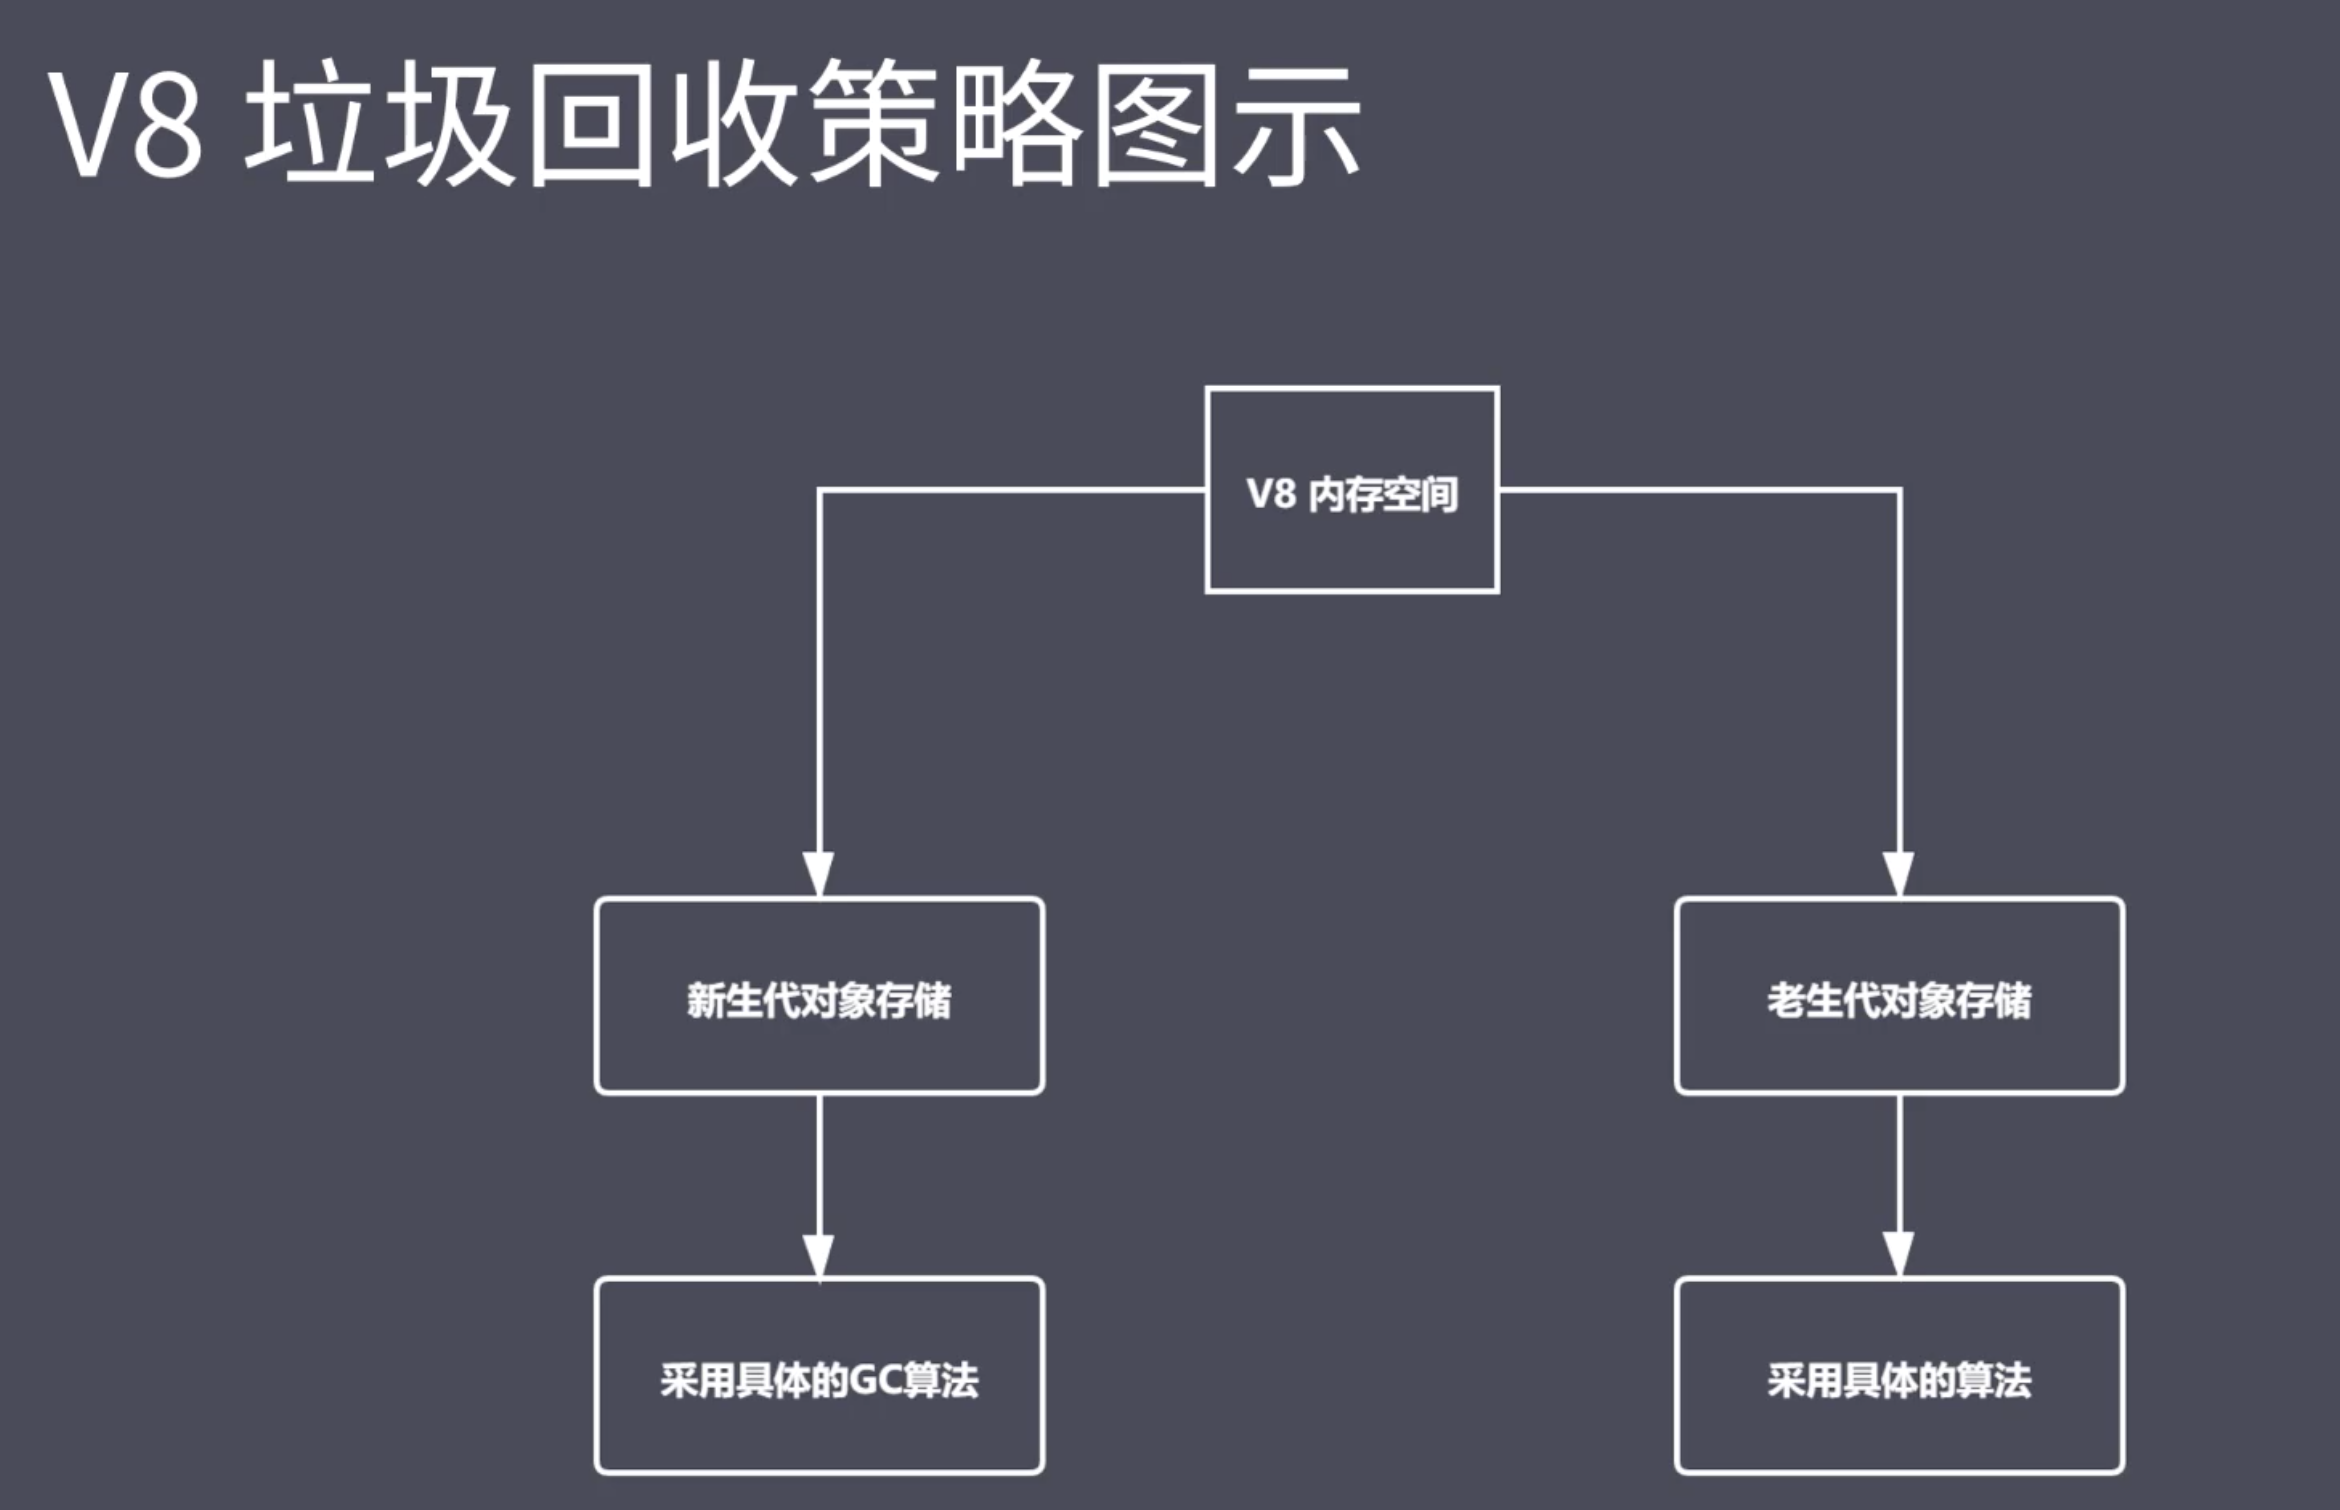 V8 垃圾回收策略图示
V8 内存空间
新生代对象存储
老生代对象存储
采用具体的GC算法
采用具体的算法